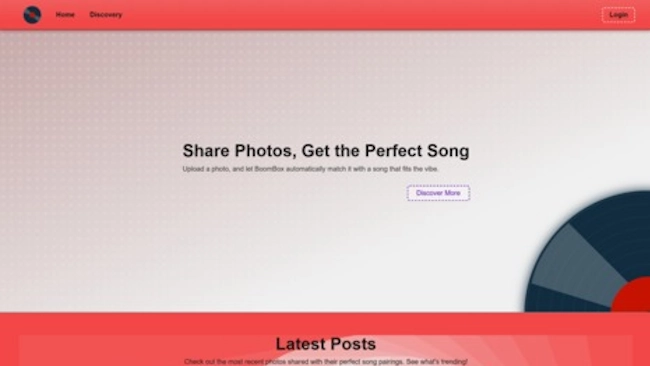 Home
Discovery
Login
Share Photos, Get the Perfect Song
Upload a photo, and let BoomBox automatically match it with a song that fits the vibe.
Discover More
Latest Posts
Check out the most recent photos shared with their perfect song pairings. See what's trending!